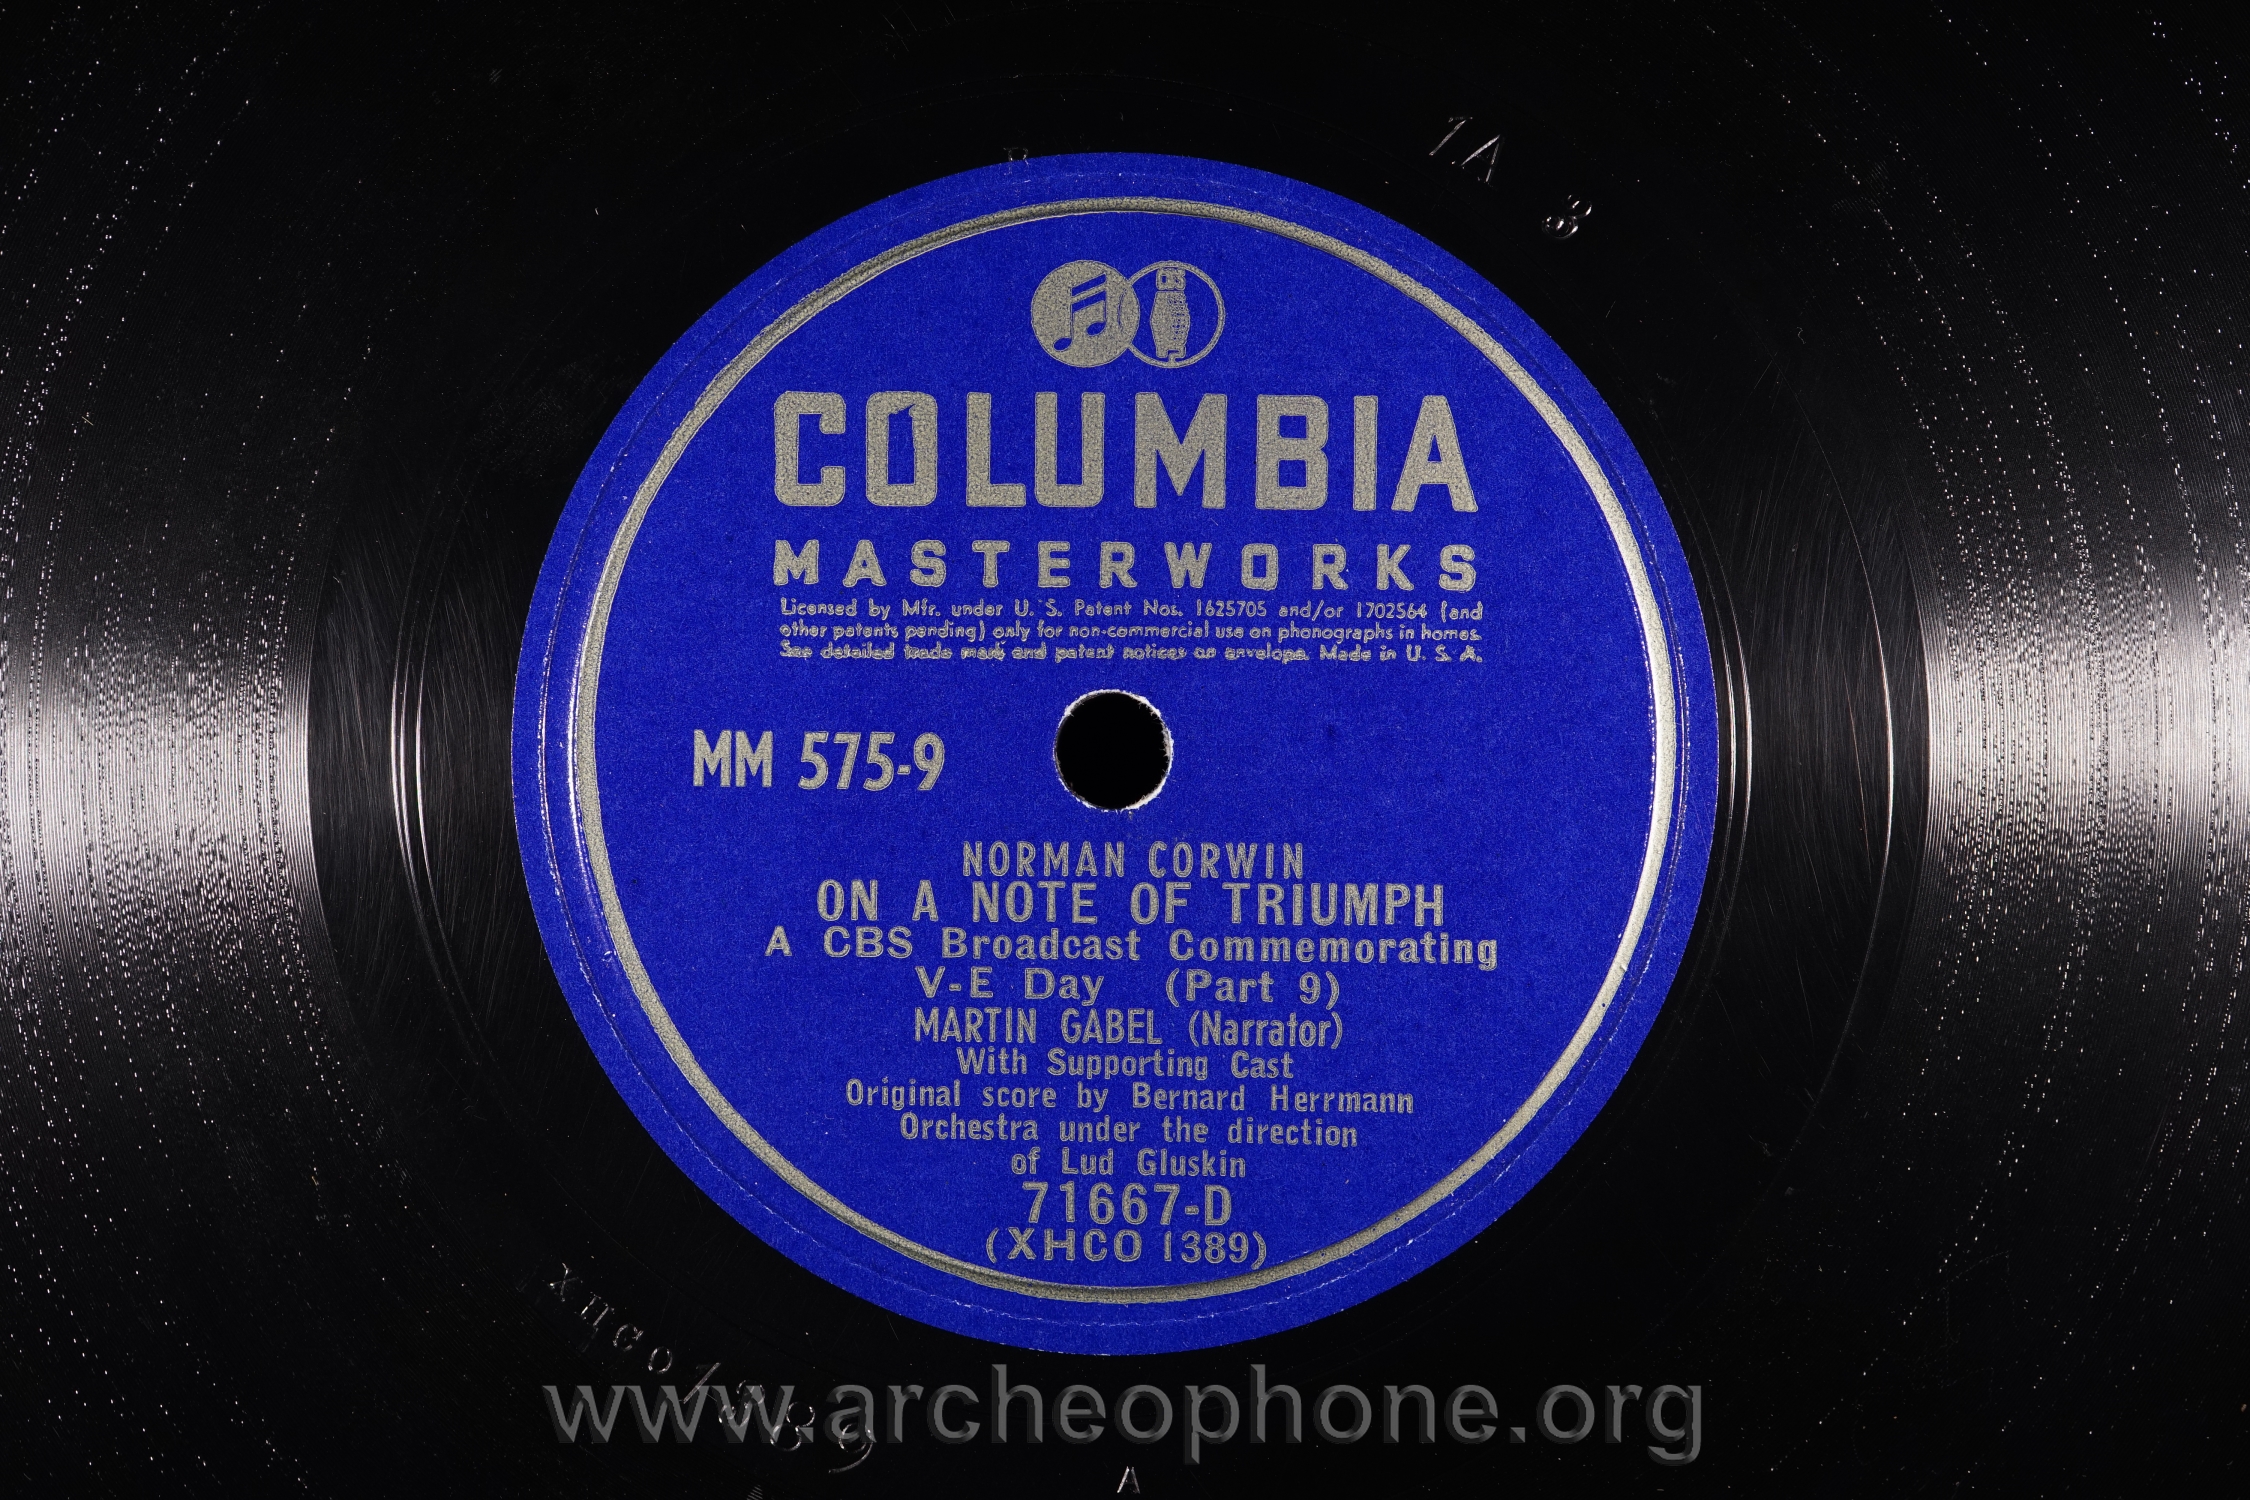 1A 3
CBS
COLUMBIA
MASTERWORKS
Licensed by Mfr. under U. S. Patent Nos. 1625705 and/or 1702564 (and
other patents pending) only for non-commercial use on phonographs in homes.
See detailed trade mark and patent notices on envelope. Made in U. S. A.
MM 575-9
NORMAN CORWIN
ON A NOTE OF TRIUMPH
A CBS Broadcast Commemorating
V-E Day (Part 9)
MARTIN GABEL (Narrator)
With Supporting Cast
Original score by Bernard Herrmann
Orchestra under the direction
of Lud Gluskin
71667-D
(XHCO 1389)
XHCO1389
www.archeophone.org
A